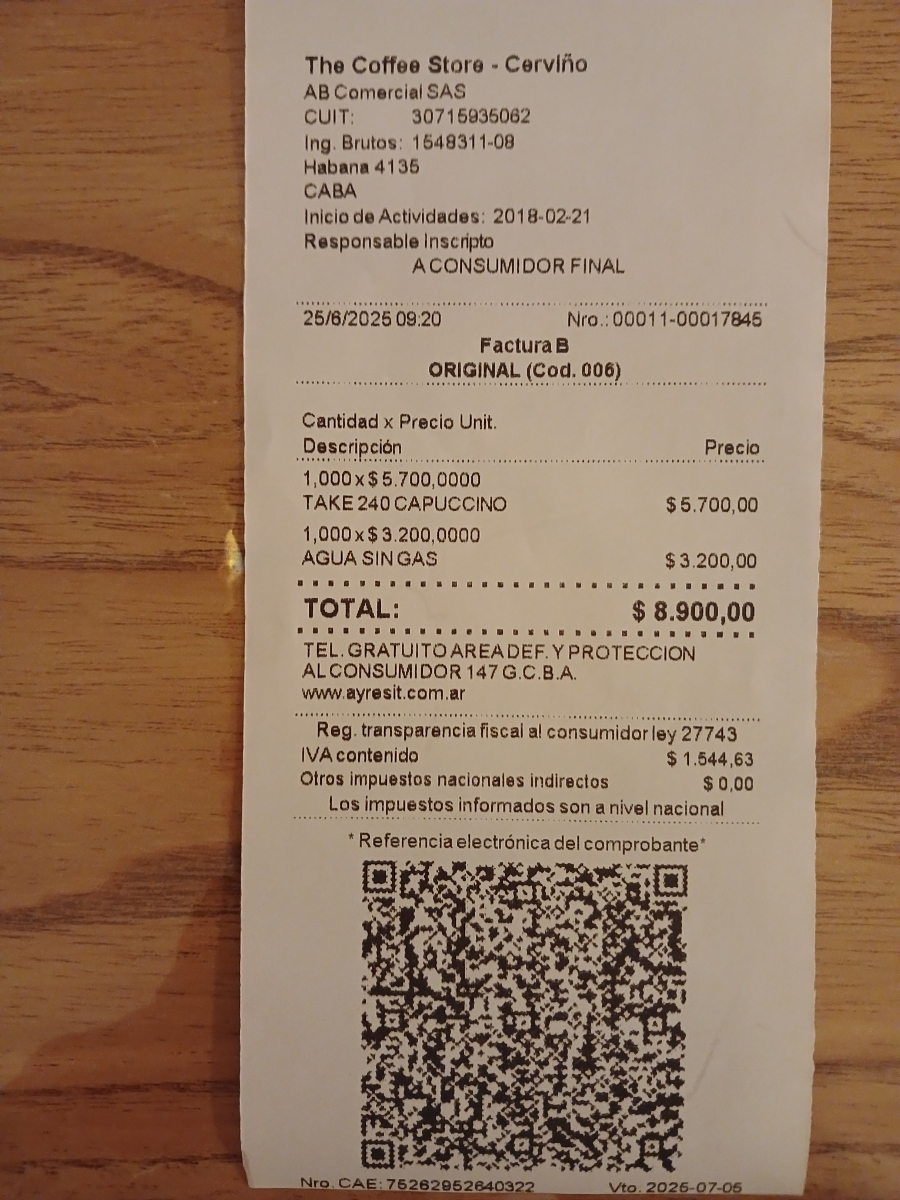 The Coffee Store - Cerviño
AB Comercial SAS
CUIT: 30715935062
Ing. Brutos: 1548311-08
Habana 4135
CABA
Inicio de Actividades: 2018-02-21
Responsable Inscripto
A CONSUMIDOR FINAL
25/6/2025 09:20 Nro.: 00011-00017845
Factura B
ORIGINAL (Cod. 006)
Cantidad x Precio Unit.
Descripción Precio
1,000 x $ 5.700,0000
TAKE 240 CAPUCCINO $ 5.700,00
1,000 x $ 3.200,0000
AGUA SIN GAS $ 3.200,00
TOTAL: $ 8.900,00
TEL. GRATUITO AREA DEF. Y PROTECCION
AL CONSUMIDOR 147 G.C.B.A.
www.ayresit.com.ar
Reg. transparencia fiscal al consumidor ley 27743
IVA contenido $ 1.544,63
Otros impuestos nacionales indirectos $ 0,00
Los impuestos informados son a nivel nacional
* Referencia electrónica del comprobante*
Nro. CAE: 75262952640322 Vto. 2025-07-05